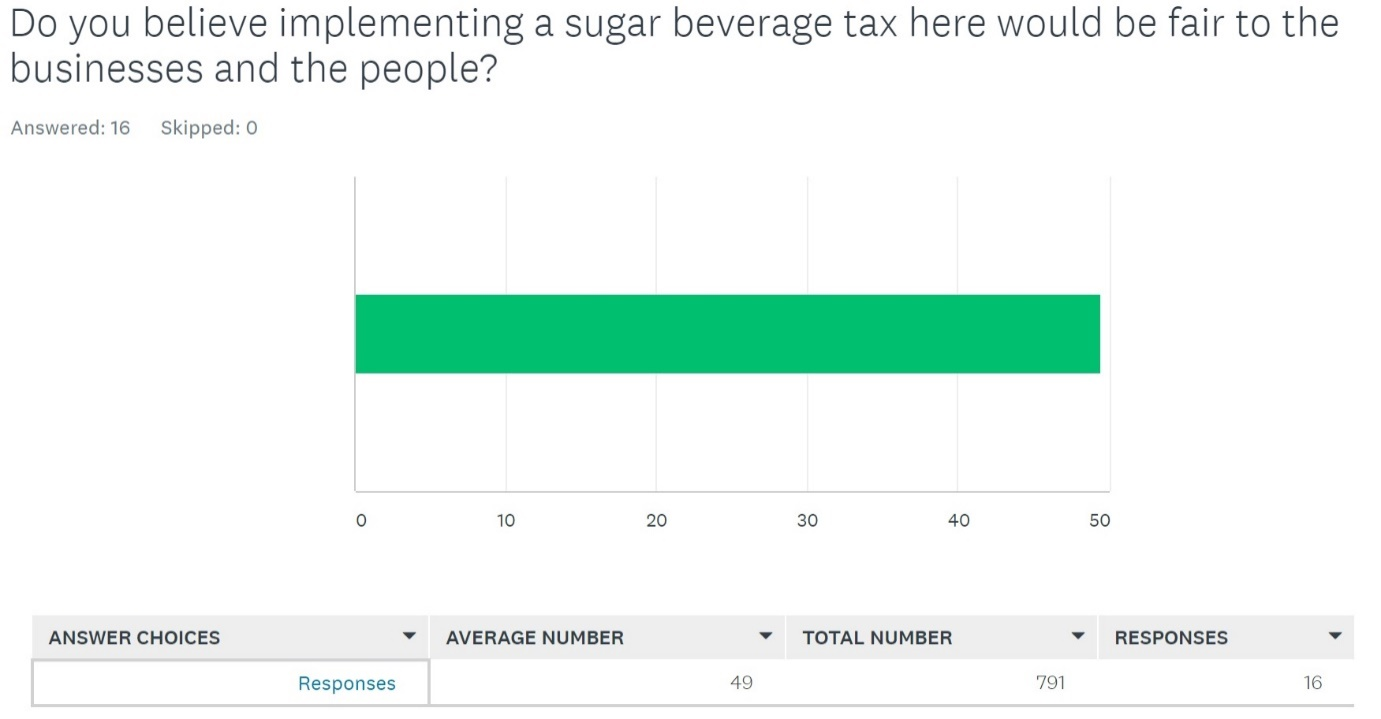 Do you believe implementing a sugar beverage tax here would be fair to the
businesses and the people?
Answered: 16 Skipped: 0
0 10 20 30 40 50
ANSWER CHOICES AVERAGE NUMBER TOTAL NUMBER RESPONSES
Responses 49 791 16